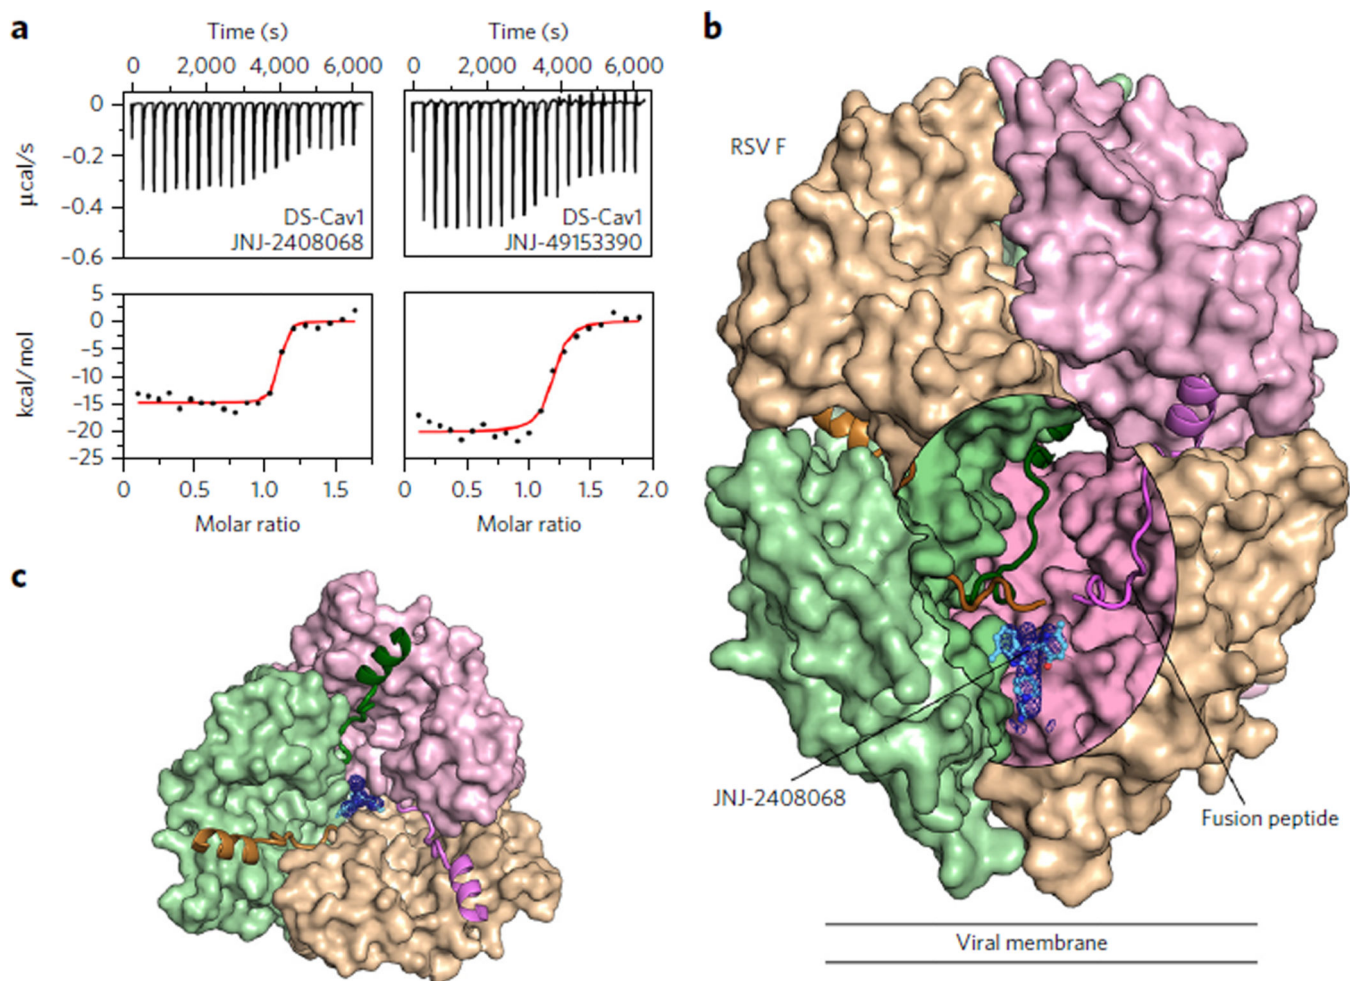 a
Time (s)
0 2,000 4,000 6,000
Time (s)
0 2,000 4,000 6,000
0
−0.2
−0.4
−0.6
μcal/s
DS-Cav1
JNJ-2408068
DS-Cav1
JNJ-49153390
5
0
−5
−10
−15
−20
−25
kcal/mol
0 0.5 1.0 1.5
Molar ratio
0 0.5 1.0 1.5 2.0
Molar ratio
b
RSV F
JNJ-2408068
Fusion peptide
Viral membrane
c